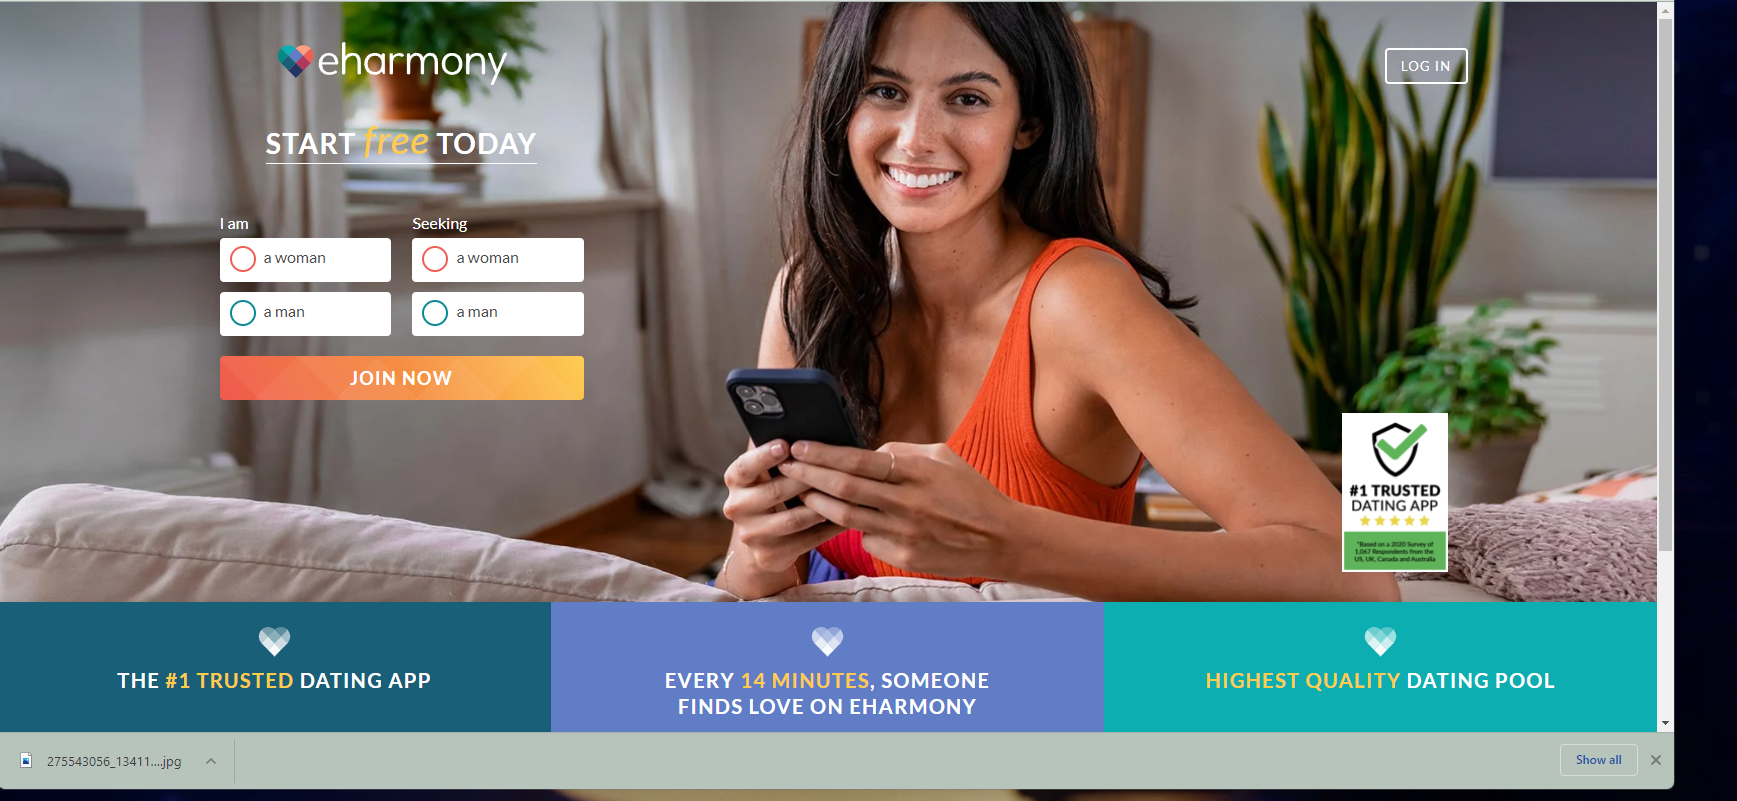 eharmony
LOG IN
START free TODAY
I am
Seeking
a woman
a woman
a man
a man
JOIN NOW
#1 TRUSTED
DATING APP
"Based on a 2020 Survey of
1,067 Respondents from the
US, UK, Canada and Australia
THE #1 TRUSTED DATING APP
EVERY 14 MINUTES, SOMEONE
FINDS LOVE ON EHARMONY
HIGHEST QUALITY DATING POOL
275543056_13411....jpg
Show all